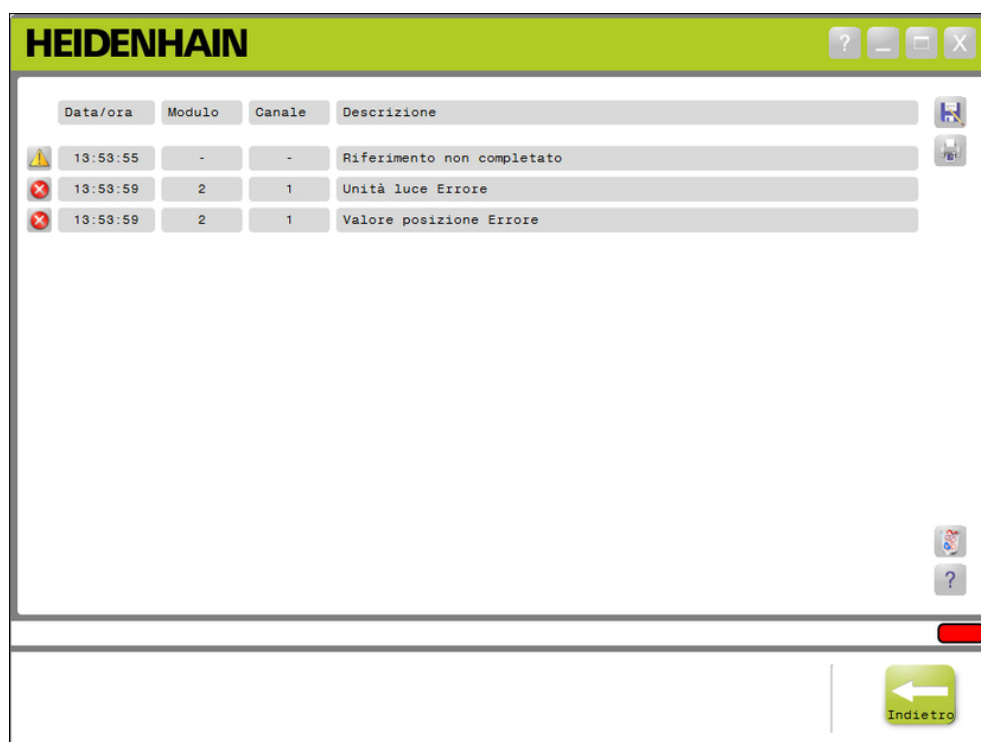 HEIDENHAIN
? _ X
Data/ora Modulo Canale Descrizione
13:53:55 - - Riferimento non completato
13:53:59 2 1 Unità luce Errore
13:53:59 2 1 Valore posizione Errore
?
Indietro